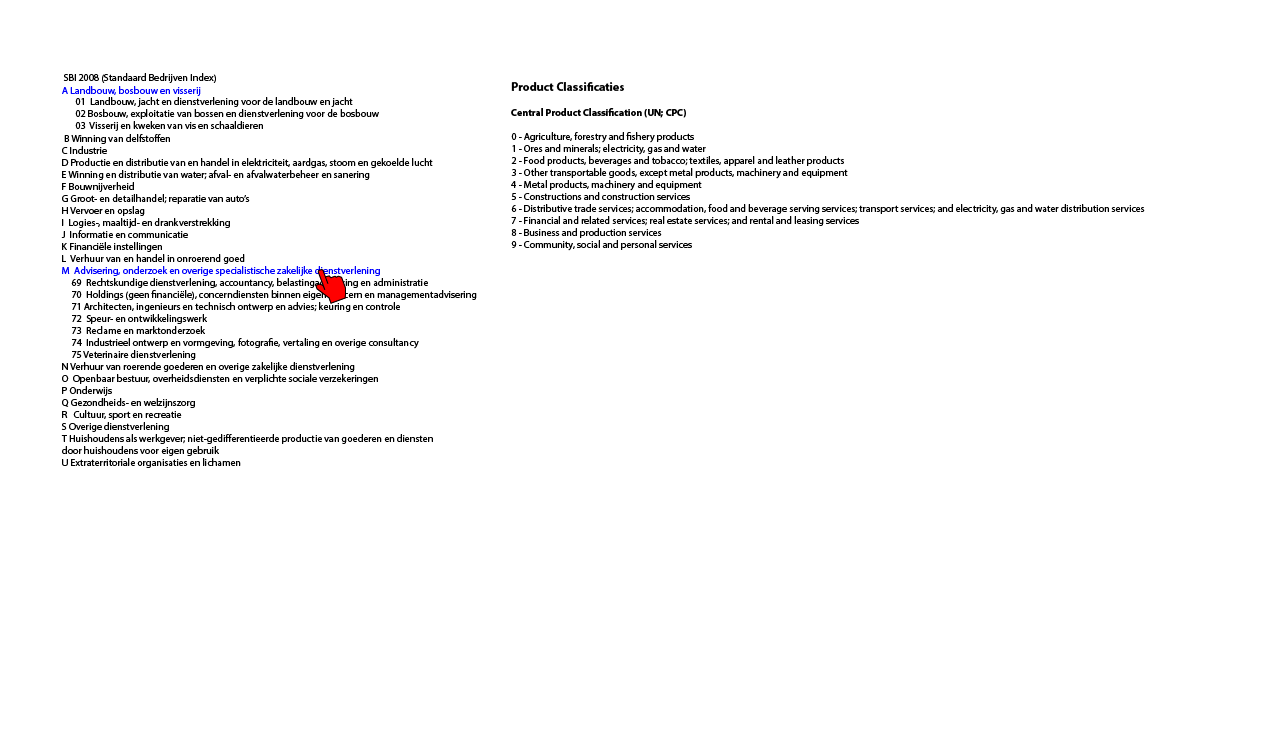 SBI 2008 (Standaard Bedrijven Index)
A Landbouw, bosbouw en visserij
01 Landbouw, jacht en dienstverlening voor de landbouw en jacht
02 Bosbouw, exploitatie van bossen en dienstverlening voor de bosbouw
03 Visserij en kweken van vis en schaaldieren
B Winning van delfstoffen
C Industrie
D Productie en distributie van en handel in elektriciteit, aardgas, stoom en gekoelde lucht
E Winning en distributie van water; afval- en afvalwaterbeheer en sanering
F Bouwnijverheid
G Groot- en detailhandel; reparatie van auto’s
H Vervoer en opslag
I Logies-, maaltijd- en drankverstrekking
J Informatie en communicatie
K Financiële instellingen
L Verhuur van en handel in onroerend goed
M Advisering, onderzoek en overige specialistische zakelijke dienstverlening
69 Rechtskundige dienstverlening, accountancy, en administratie
70 Holdings (geen financiële), concerndiensten binnen en managementadvisering
71 Architecten, ingenieurs en technisch ontwerp en advies; keuring en controle
72 Speur- en ontwikkelingswerk
73 Reclame en marktonderzoek
74 Industrieel ontwerp en vormgeving, fotografie, vertaling en overige consultancy
75 Veterinaire dienstverlening
N Verhuur van roerende goederen en overige zakelijke dienstverlening
O Openbaar bestuur, overheidsdiensten en verplichte sociale verzekeringen
P Onderwijs
Q Gezondheids- en welzijnszorg
R Cultuur, sport en recreatie
S Overige dienstverlening
T Huishoudens als werkgever; niet-gedifferentieerde productie van goederen en diensten
door huishoudens voor eigen gebruik
U Extraterritoriale organisaties en lichamen
Product Classificaties
Central Product Classification (UN; CPC)
0 - Agriculture, forestry and fishery products
1 - Ores and minerals; electricity, gas and water
2 - Food products, beverages and tobacco; textiles, apparel and leather products
3 - Other transportable goods, except metal products, machinery and equipment
4 - Metal products, machinery and equipment
5 - Constructions and construction services
6 - Distributive trade services; accommodation, food and beverage serving services; transport services; and electricity, gas and water distribution services
7 - Financial and related services; real estate services; and rental and leasing services
8 - Business and production services
9 - Community, social and personal services